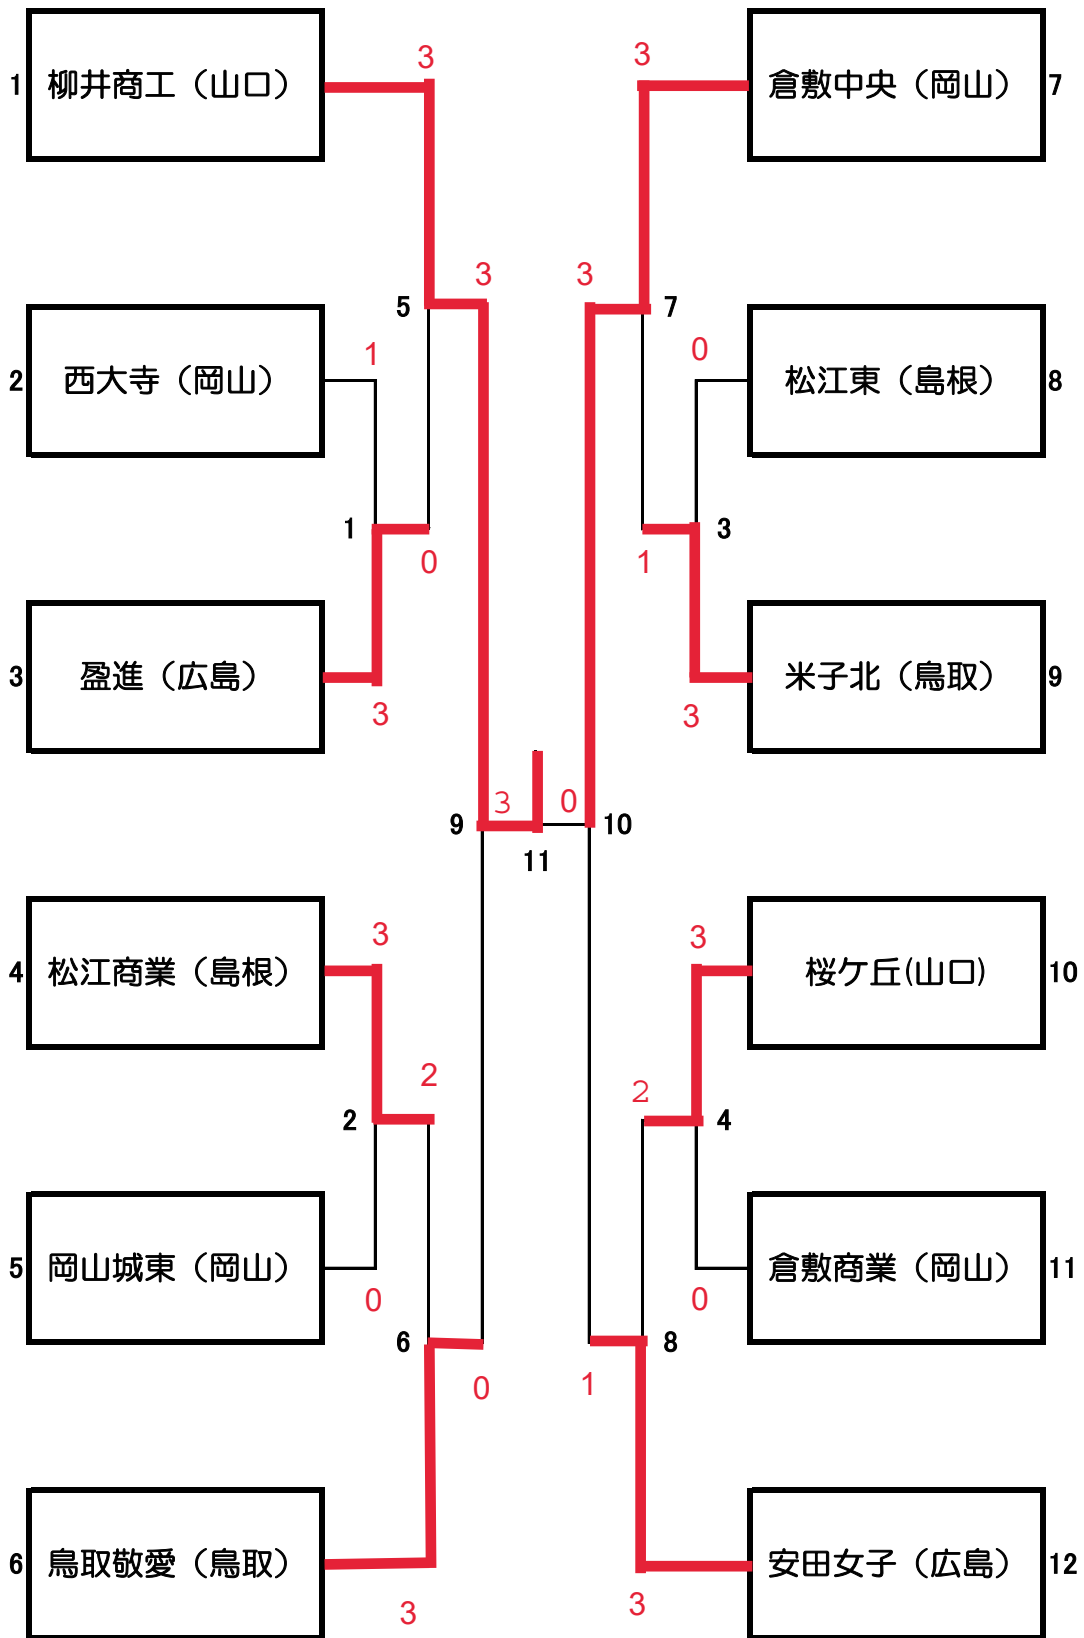 3
3
1 柳井商工（山口）
倉敷中央（岡山） 7
3
3
5
7
1
0
2 西大寺（岡山）
松江東（島根） 8
1
3
0
1
3 盈進（広島）
米子北（鳥取） 9
3
3
3
0
9
10
11
3
3
4 松江商業（島根）
桜ケ丘(山口) 10
2
2
2
4
5 岡山城東（岡山）
倉敷商業（岡山） 11
0
0
6
8
0
1
6 鳥取敬愛（鳥取）
安田女子（広島） 12
3
3